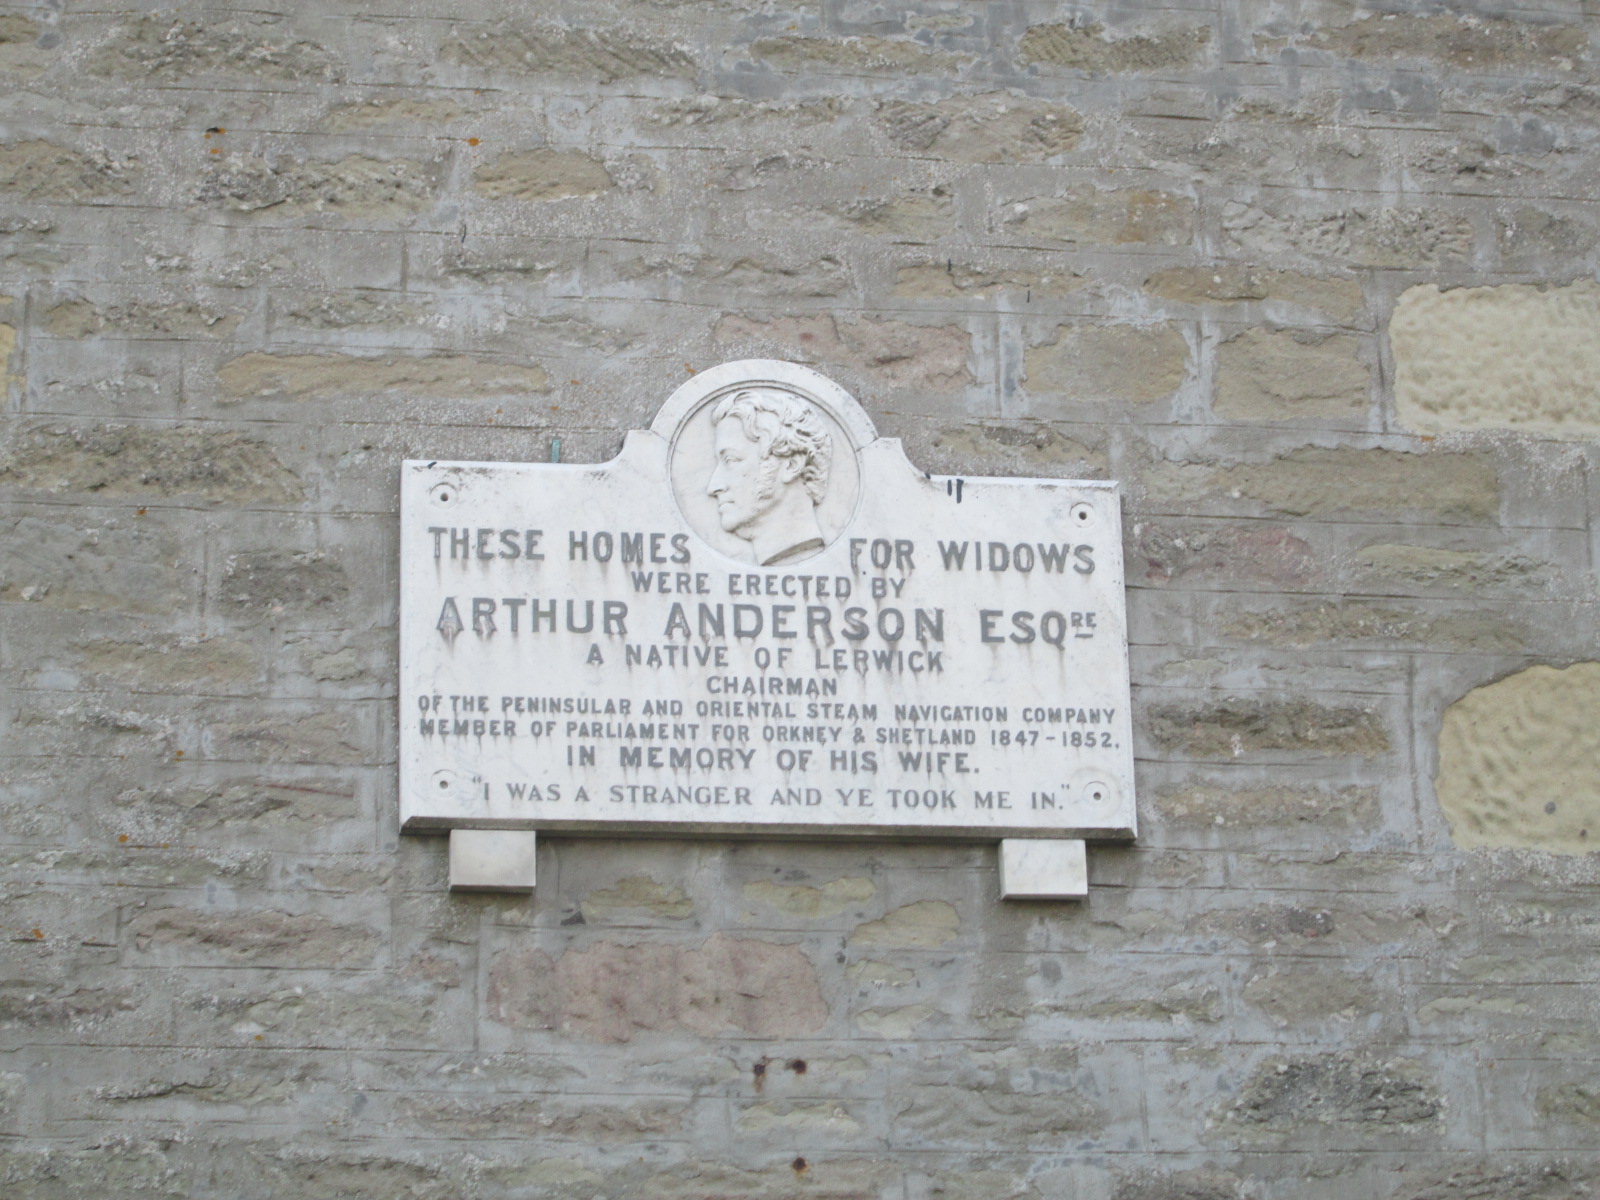 THESE HOMES FOR WIDOWS
WERE ERECTED BY
ARTHUR ANDERSON ESQRE
A NATIVE OF LERWICK
CHAIRMAN
OF THE PENINSULAR AND ORIENTAL STEAM NAVIGATION COMPANY
MEMBER OF PARLIAMENT FOR ORKNEY & SHETLAND 1847-1852.
IN MEMORY OF HIS WIFE.
"I WAS A STRANGER AND YE TOOK ME IN."